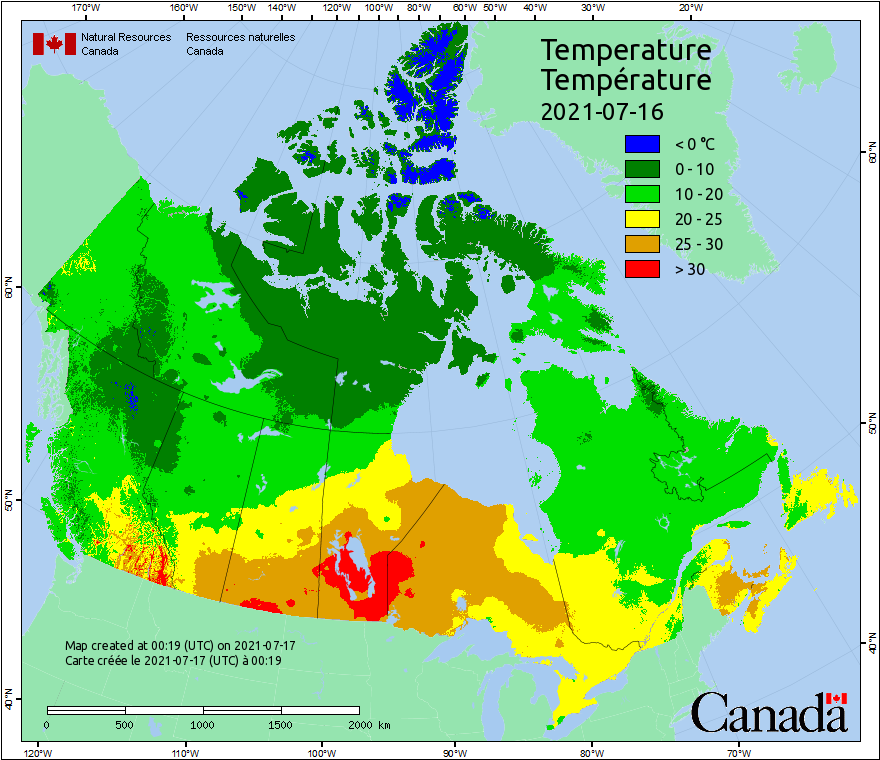 170°W 160°W 150°W 140°W 130°W 120°W 110°W 100°W 80°W 60°W 50°W 40°W 30°W 20°W
Natural Resources Ressources naturelles
Canada Canada
Temperature
Température
2021-07-16
< 0 °C
0 - 10
10 - 20
20 - 25
25 - 30
> 30
60°N
60°N
50°N
50°N
40°N
40°N
Map created at 00:19 (UTC) on 2021-07-17
Carte créée le 2021-07-17 (UTC) à 00:19
0 500 1000 1500 2000 km
Canada
120°W 110°W 100°W 90°W 80°W 70°W